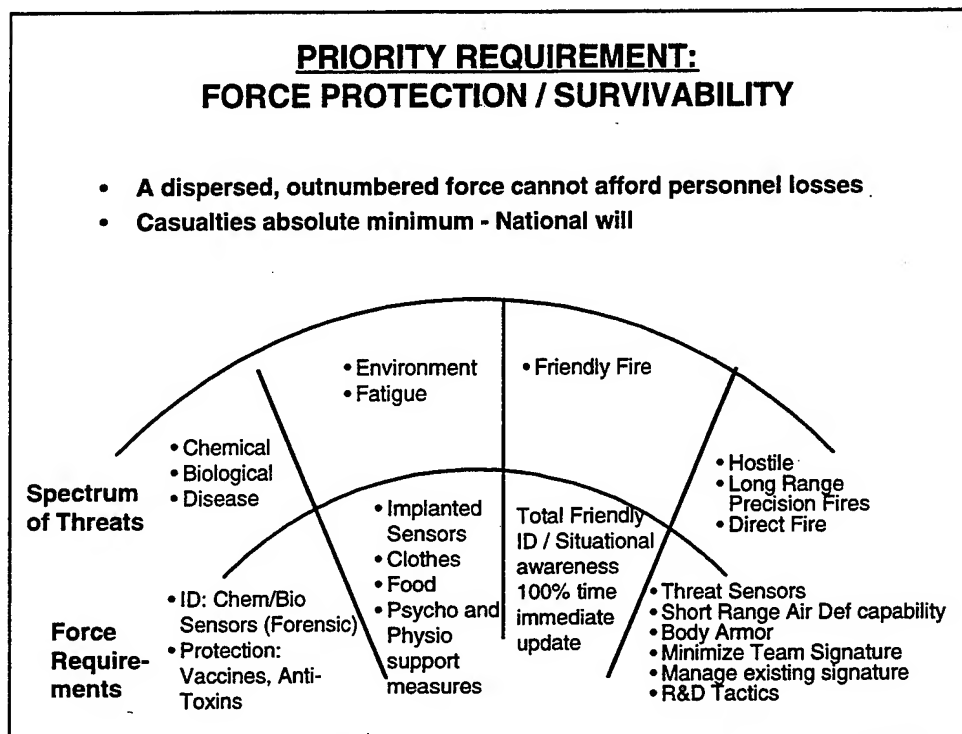 PRIORITY REQUIREMENT:
FORCE PROTECTION / SURVIVABILITY
• A dispersed, outnumbered force cannot afford personnel losses
• Casualties absolute minimum - National will
Spectrum
of Threats
• Chemical
• Biological
• Disease
• Environment
• Fatigue
• Friendly Fire
• Hostile
• Long Range
Precision Fires
• Direct Fire
Force
Require-
ments
• ID: Chem/Bio
Sensors (Forensic)
• Protection:
Vaccines, Anti-
Toxins
• Implanted
Sensors
• Clothes
• Food
• Psycho and
Physio
support
measures
Total Friendly
ID / Situational
awareness
100% time
immediate
update
• Threat Sensors
• Short Range Air Def capability
• Body Armor
• Minimize Team Signature
• Manage existing signature
• R&D Tactics